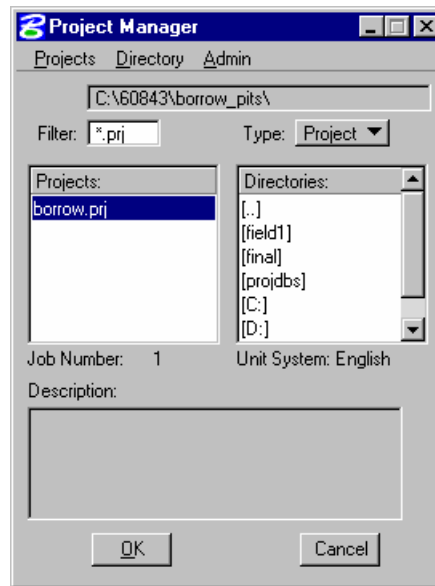 Project Manager
Projects Directory Admin
C:\60843\borrow_pits\
Filter: *.prj Type: Project
Projects: Directories:
borrow.prj [..]
[field1]
[final]
[projdbs]
[C:]
[D:]
Job Number: 1 Unit System: English
Description:
OK Cancel